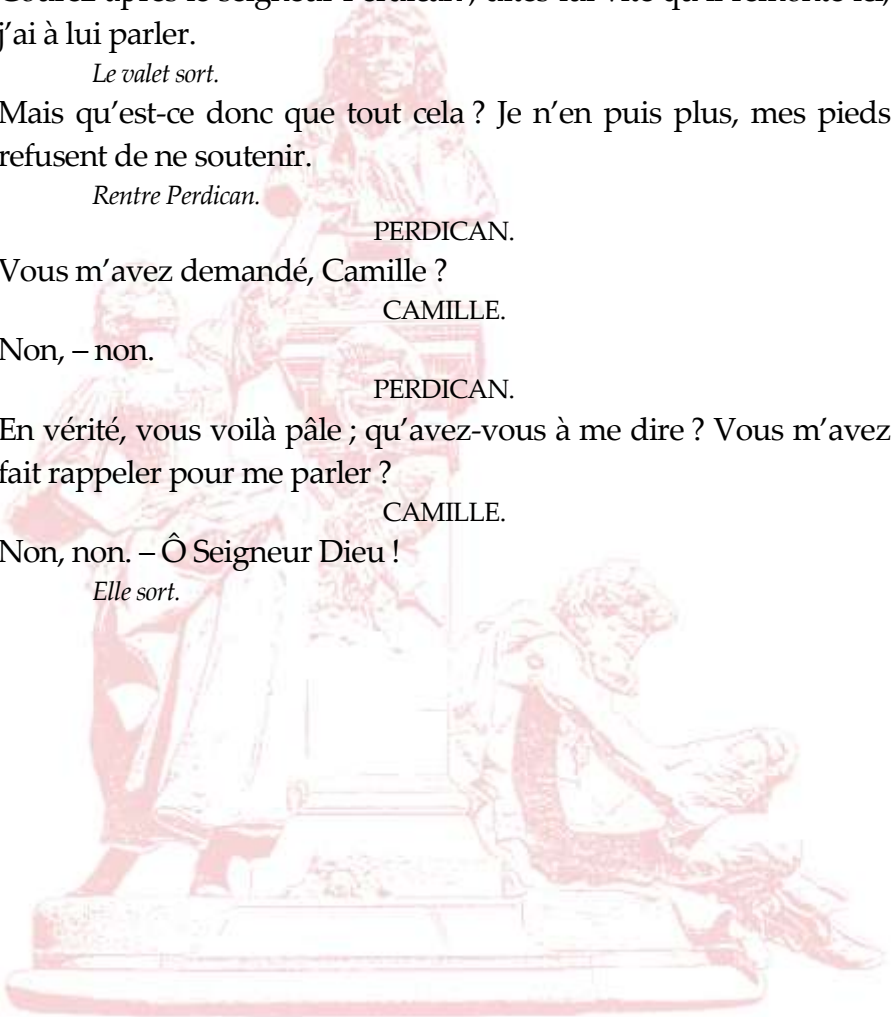 j’ai à lui parler.
Le valet sort.
Mais qu’est-ce donc que tout cela ? Je n’en puis plus, mes pieds
refusent de ne soutenir.
Rentre Perdican.
PERDICAN.
Vous m’avez demandé, Camille ?
CAMILLE.
Non, – non.
PERDICAN.
En vérité, vous voilà pâle ; qu’avez-vous à me dire ? Vous m’avez
fait rappeler pour me parler ?
CAMILLE.
Non, non. – Ô Seigneur Dieu !
Elle sort.